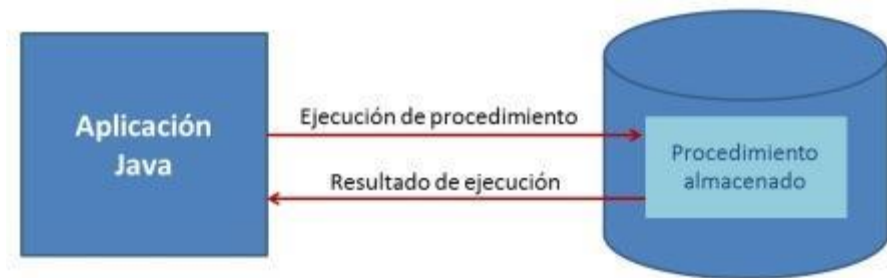 Aplicación
Java
Ejecución de procedimiento
Resultado de ejecución
Procedimiento
almacenado